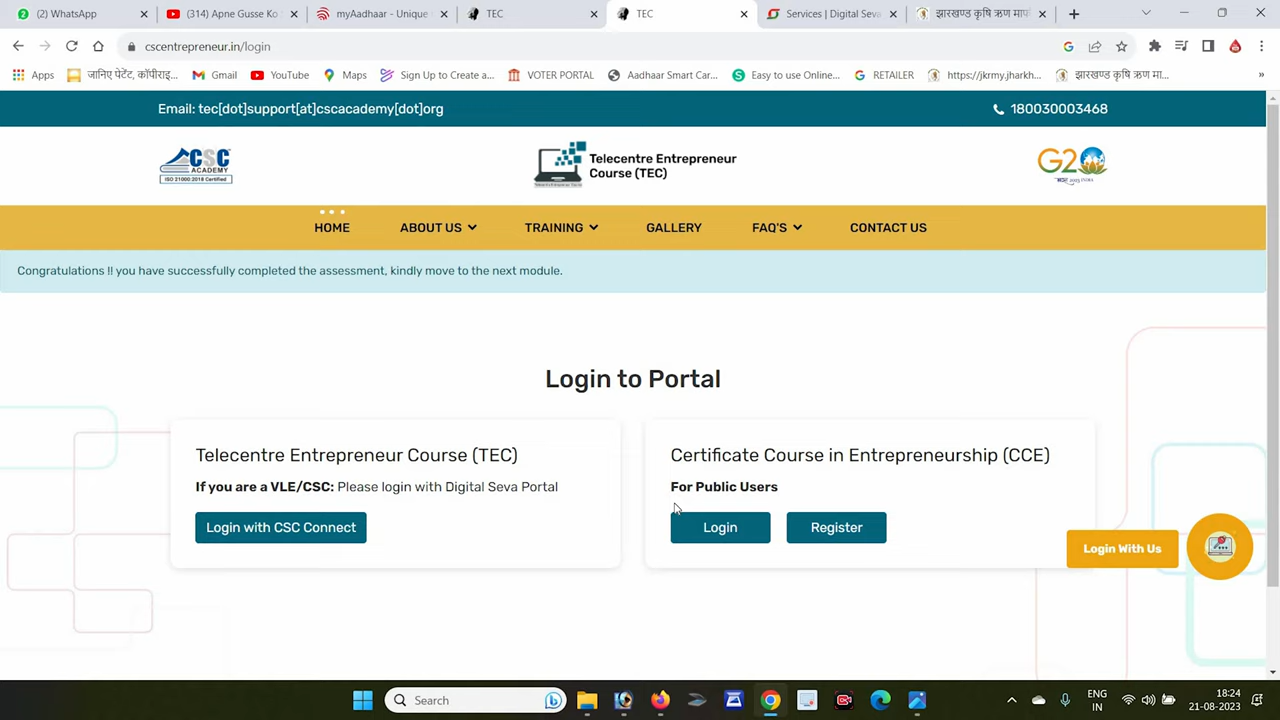 (2) WhatsApp
(314) Apne Gusse Ko S
myAadhaar - Unique
TEC
TEC
Services | Digital Seva
झारखण्ड कृषि ऋण माफ
cscentrepreneur.in/login
Apps
जानिए पेटेंट, कॉपीराइ...
Gmail
YouTube
Maps
Sign Up to Create a...
VOTER PORTAL
Aadhaar Smart Car...
Easy to use Online...
RETAILER
https://jkrmy.jharkh...
झारखण्ड कृषि ऋण मा...
»
Email: tec[dot]support[at]cscacademy[dot]org
180030003468
CSC
ACADEMY
ISO 21000:2018 Certified
Telecentre Entrepreneur
Course (TEC)
G20
HOME
ABOUT US
TRAINING
GALLERY
FAQ'S
CONTACT US
Congratulations !! you have successfully completed the assessment, kindly move to the next module.
Login to Portal
Telecentre Entrepreneur Course (TEC)
If you are a VLE/CSC: Please login with Digital Seva Portal
Login with CSC Connect
Certificate Course in Entrepreneurship (CCE)
For Public Users
Login
Register
Login With Us
Search
ENG
IN
18:24
21-08-2023